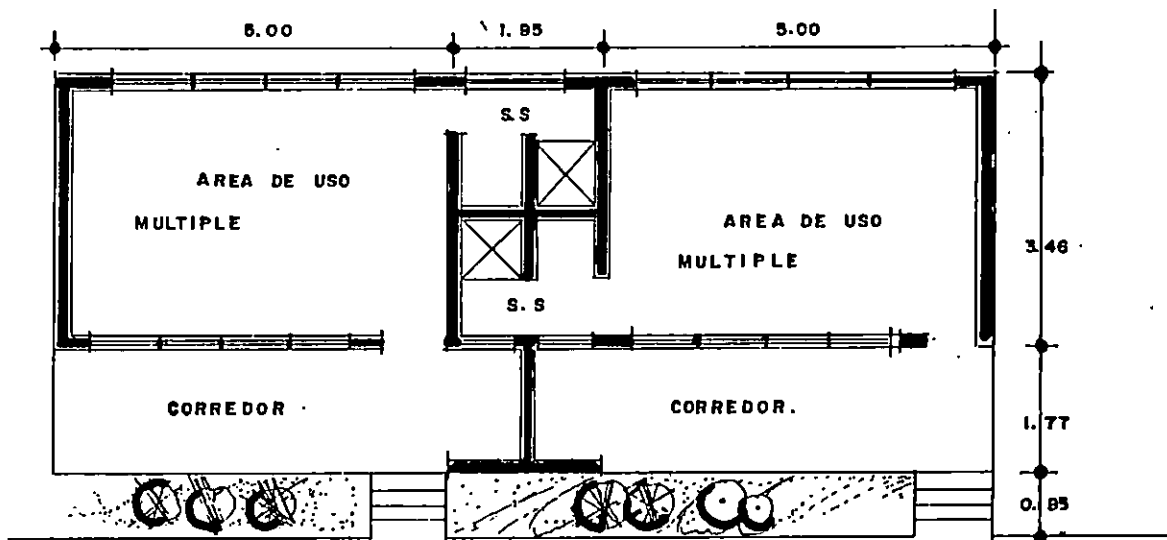 5.00 1.95 5.00
S.S
AREA DE USO
MULTIPLE
AREA DE USO
MULTIPLE
3.46
S.S
CORREDOR
CORREDOR.
1.77
0.85